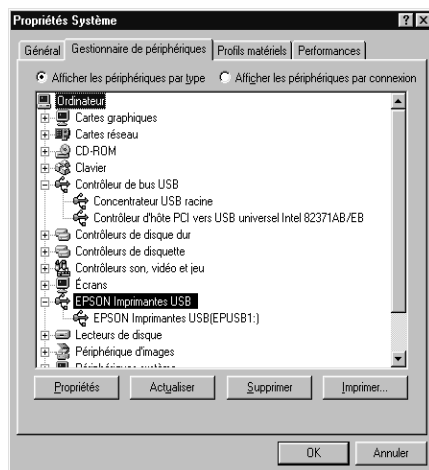 Propriétés Système
Général Gestionnaire de périphériques Profils matériels Performances
Afficher les périphériques par type Afficher les périphériques par connexion
Ordinateur
Cartes graphiques
Cartes réseau
CD-ROM
Clavier
Contrôleur de bus USB
Concentrateur USB racine
Contrôleur d'hôte PCI vers USB universel Intel 82371AB/EB
Contrôleurs de disque dur
Contrôleurs de disquette
Contrôleurs son, vidéo et jeu
Écrans
EPSON Imprimantes USB
EPSON Imprimantes USB(EPUSB1:)
Lecteurs de disque
Périphérique d'images
Périphériques système
Propriétés Actualiser Supprimer Imprimer...
OK Annuler